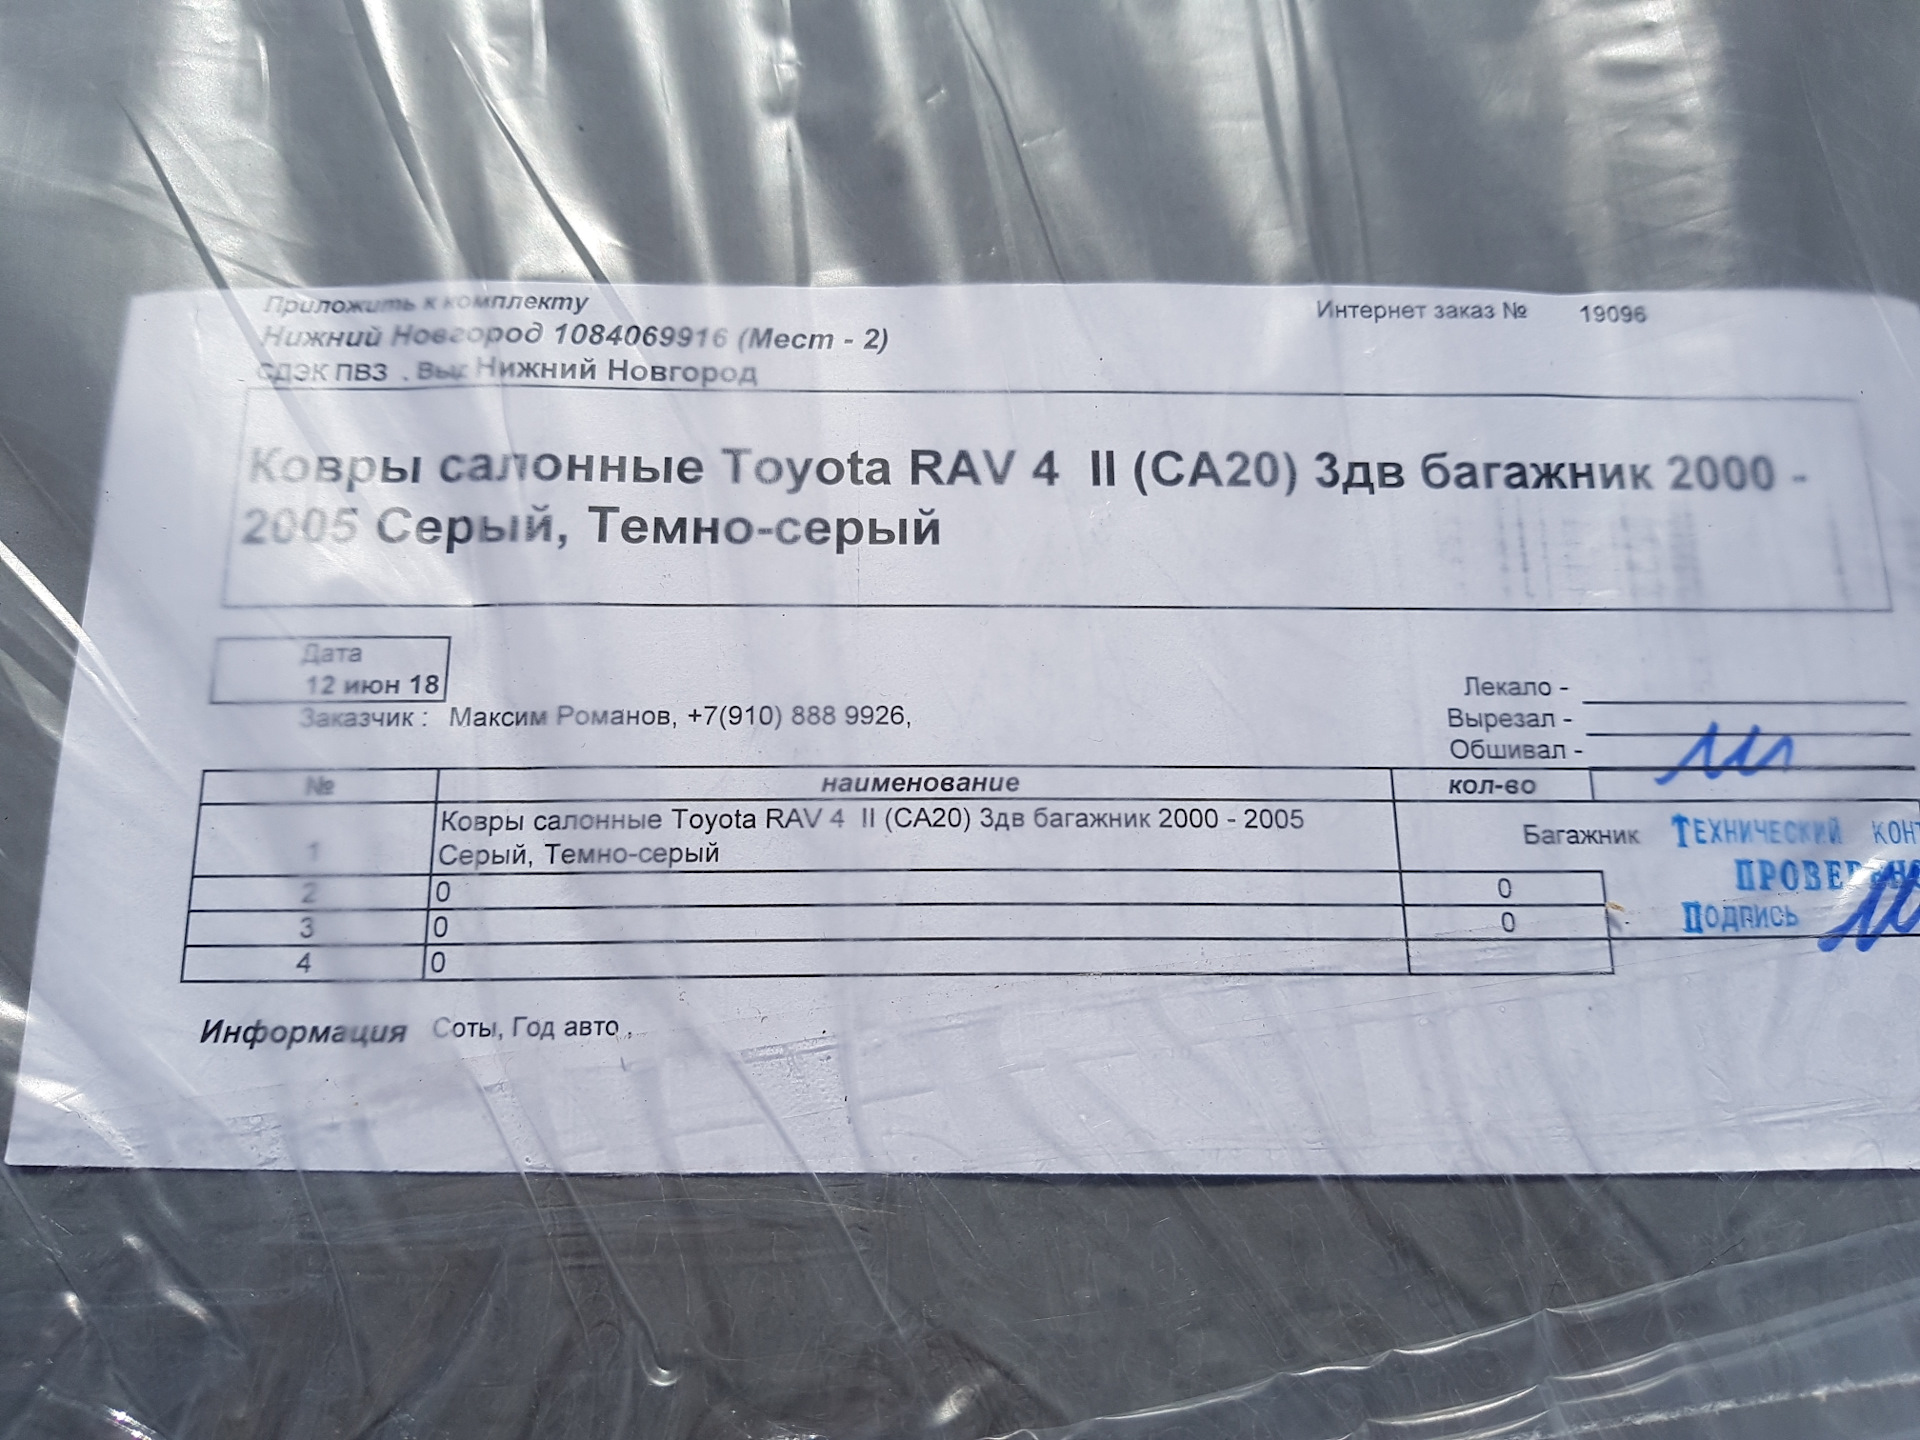 Приложить к комплекту
Интернет заказ № 19096
Нижний Новгород 1084069916 (Мест - 2)
СДЭК ПВЗ . Выд Нижний Новгород
Ковры салонные Toyota RAV 4 II (CA20) 3дв багажник 2000 -
2005 Серый, Темно-серый
Дата
12 июн 18
Заказчик : Максим Романов, +7(910) 888 9926,
Лекало -
Вырезал -
Обшивал -
№ наименование кол-во
1 Ковры салонные Toyota RAV 4 II (CA20) 3дв багажник 2000 - 2005
Серый, Темно-серый
Багажник
2 0 0
3 0 0
4 0
ТЕХНИЧЕСКИЙ КОНТ
ПРОВЕРЕНО
Подпись
Информация Соты, Год авто .